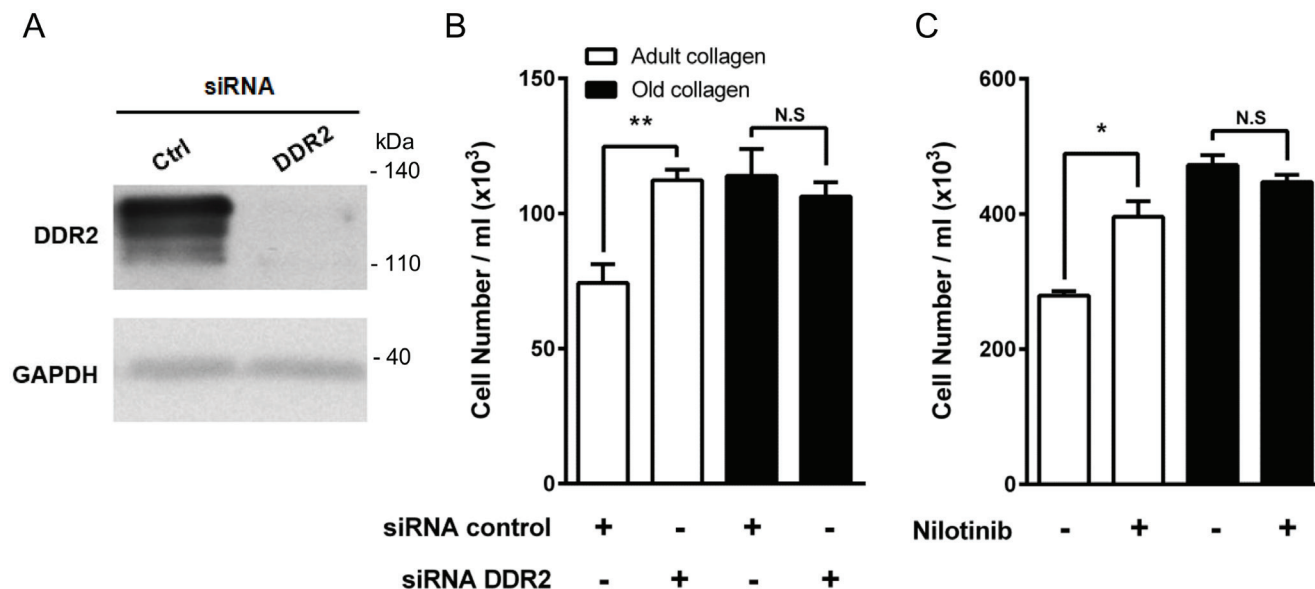 A
siRNA
Ctrl
DDR2
kDa
- 140
DDR2
- 110
- 40
GAPDH
B
Adult collagen
Old collagen
Cell Number / ml (x10³)
150
100
50
0
**
N.S
siRNA control + - + -
siRNA DDR2 - + - +
C
Cell Number / ml (x10³)
600
400
200
0
*
N.S
Nilotinib - + - +